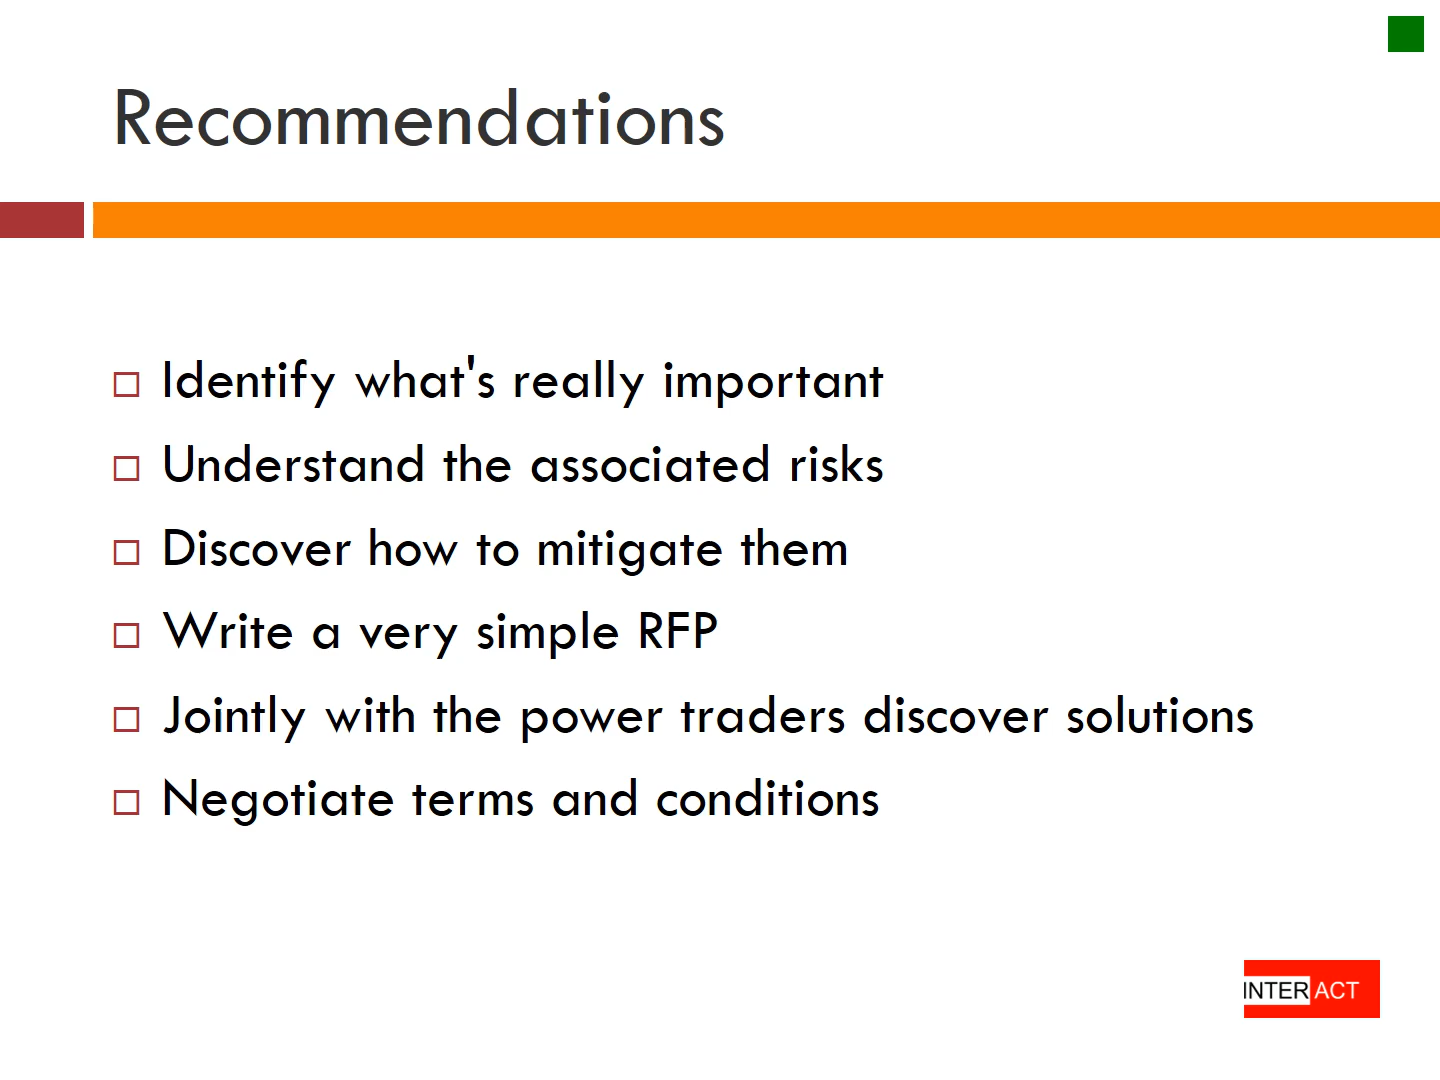 Recommendations
Identify what's really important
Understand the associated risks
Discover how to mitigate them
Write a very simple RFP
Jointly with the power traders discover solutions
Negotiate terms and conditions
INTERACT